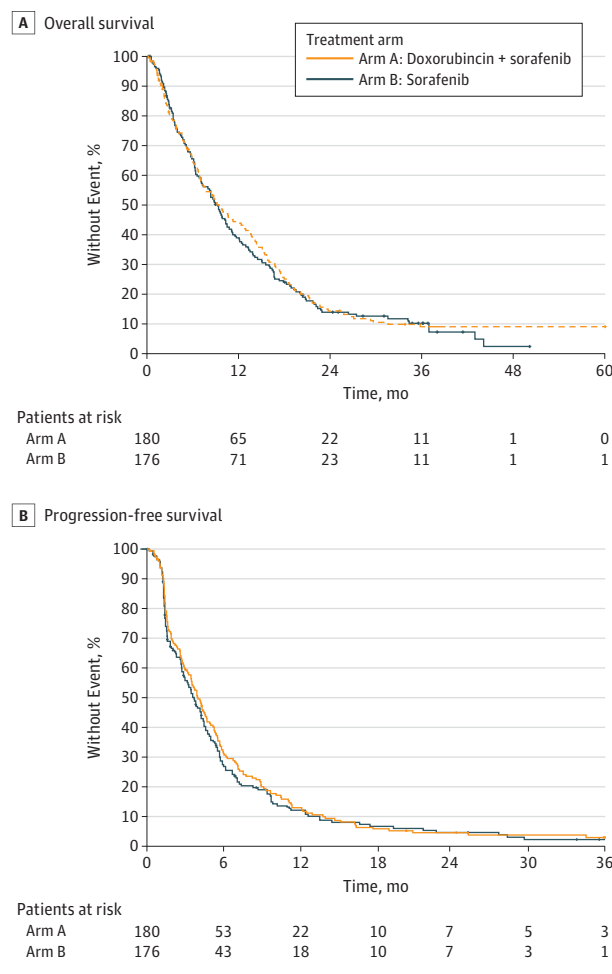 A Overall survival
Treatment arm
Arm A: Doxorubincin + sorafenib
Arm B: Sorafenib
100
90
80
70
60
50
40
30
20
10
0
Without Event, %
0 12 24 36 48 60
Time, mo
Patients at risk
Arm A 180 65 22 11 1 0
Arm B 176 71 23 11 1 1
B Progression-free survival
100
90
80
70
60
50
40
30
20
10
0
Without Event, %
0 6 12 18 24 30 36
Time, mo
Patients at risk
Arm A 180 53 22 10 7 5 3
Arm B 176 43 18 10 7 3 1